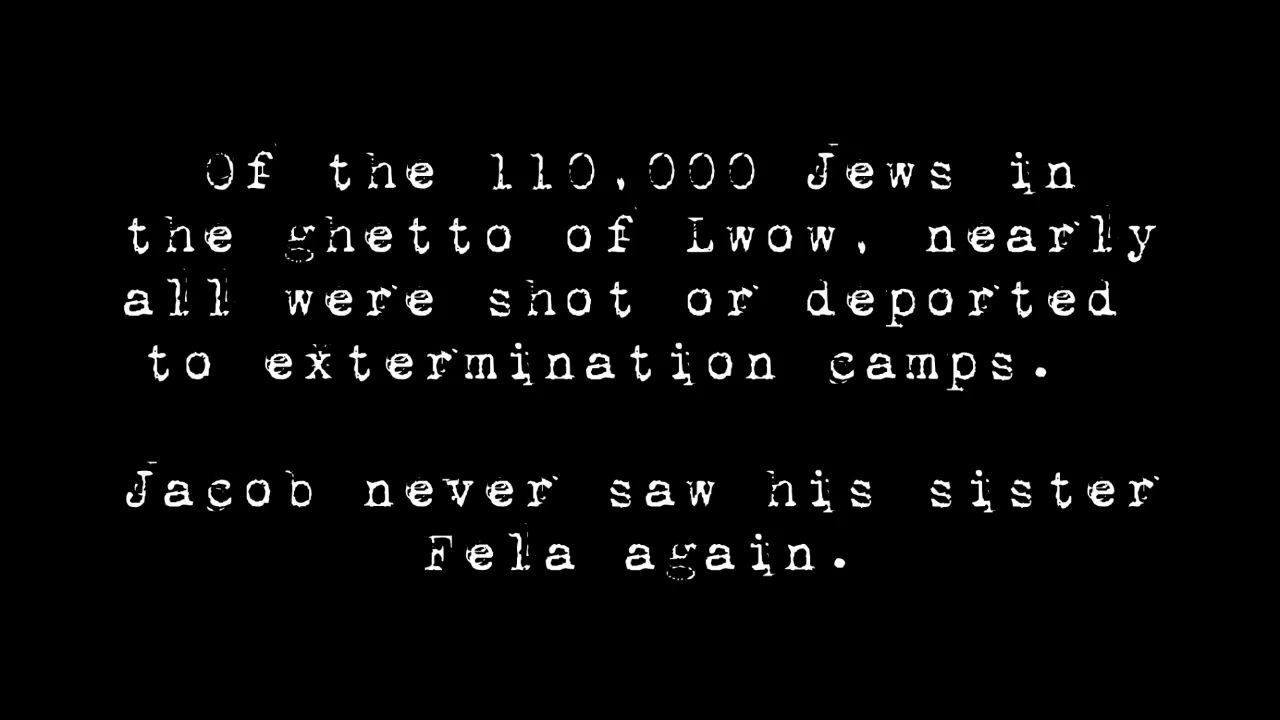 Of the 110,000 Jews in
the ghetto of Lwow, nearly
all were shot or deported
to extermination camps.
Jacob never saw his sister
Fela again.